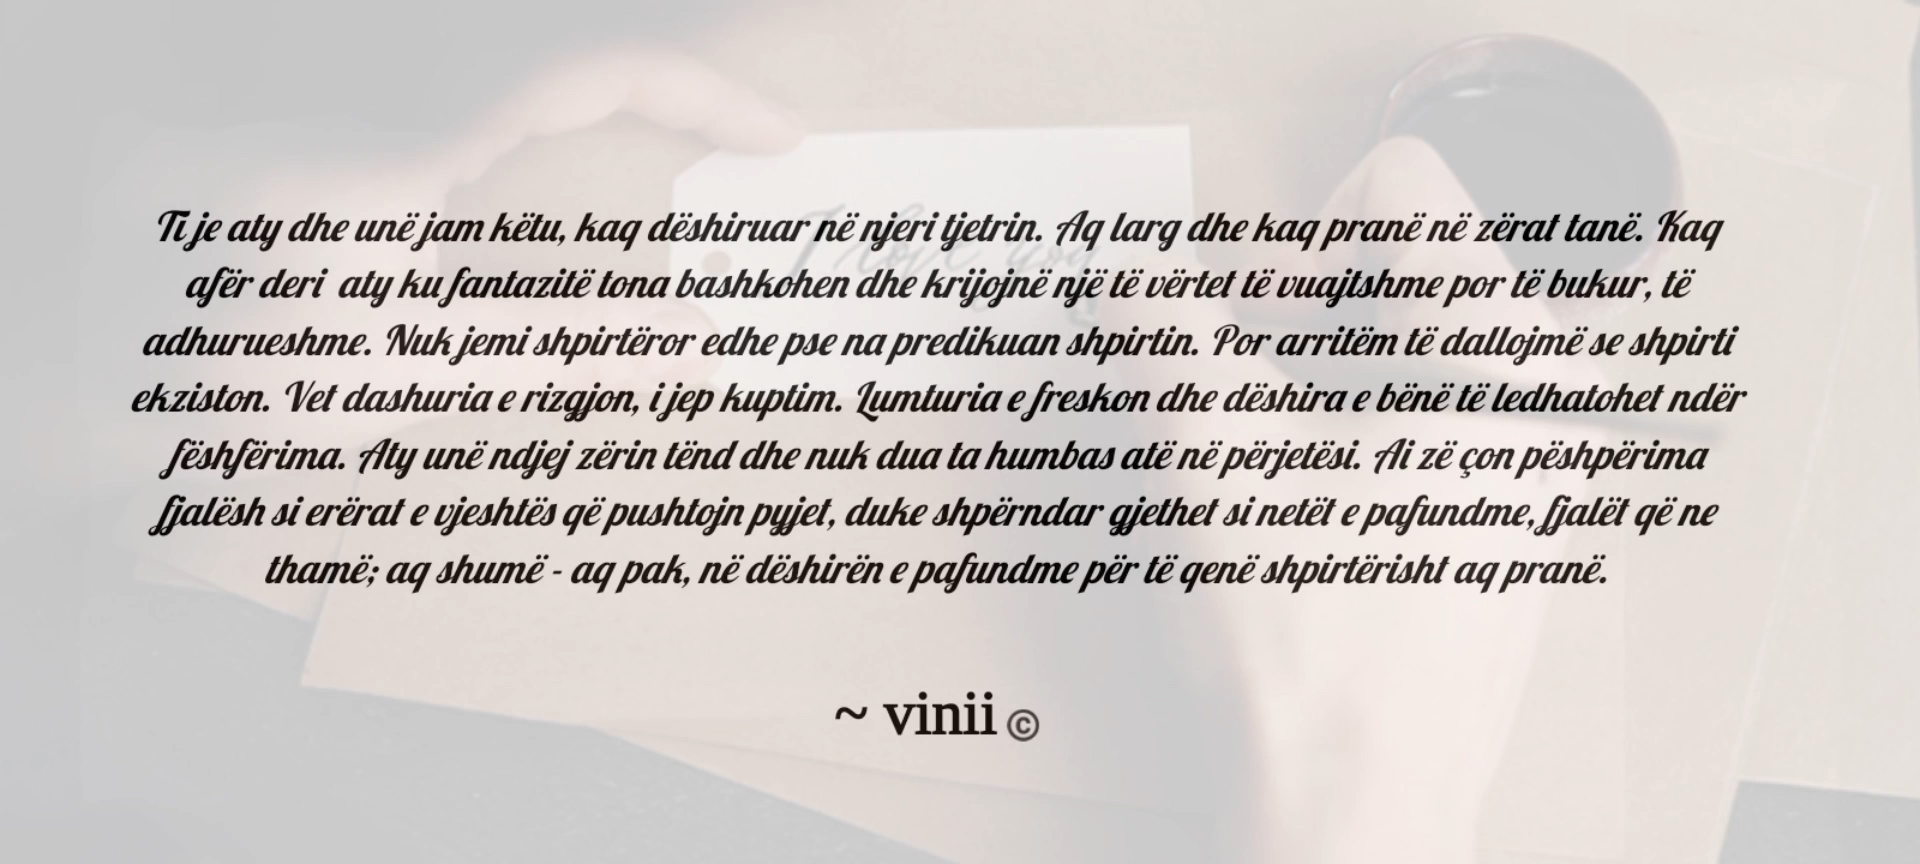 Ti je aty dhe unë jam këtu, kaq dëshiruar në njeri tjetrin. Aq larg dhe kaq pranë në zërat tanë. Kaq
afër deri aty ku fantazitë tona bashkohen dhe krijojnë një të vërtet të vuajtshme por të bukur, të
adhurueshme. Nuk jemi shpirtëror edhe pse na predikuan shpirtin. Por arritëm të dallojmë se shpirti
ekziston. Vet dashuria e rizgjon, i jep kuptim. Lumturia e freskon dhe dëshira e bënë të ledhatohet ndër
fëshfërima. Aty unë ndjej zërin tënd dhe nuk dua ta humbas atë në përjetësi. Ai zë çon pëshpërima
fjalësh si erërat e vjeshtës që pushtojn pyjet, duke shpërndar gjethet si netët e pafundme, fjalët që ne
thamë; aq shumë - aq pak, në dëshirën e pafundme për të qenë shpirtërisht aq pranë.
~ vinii ©
I love you